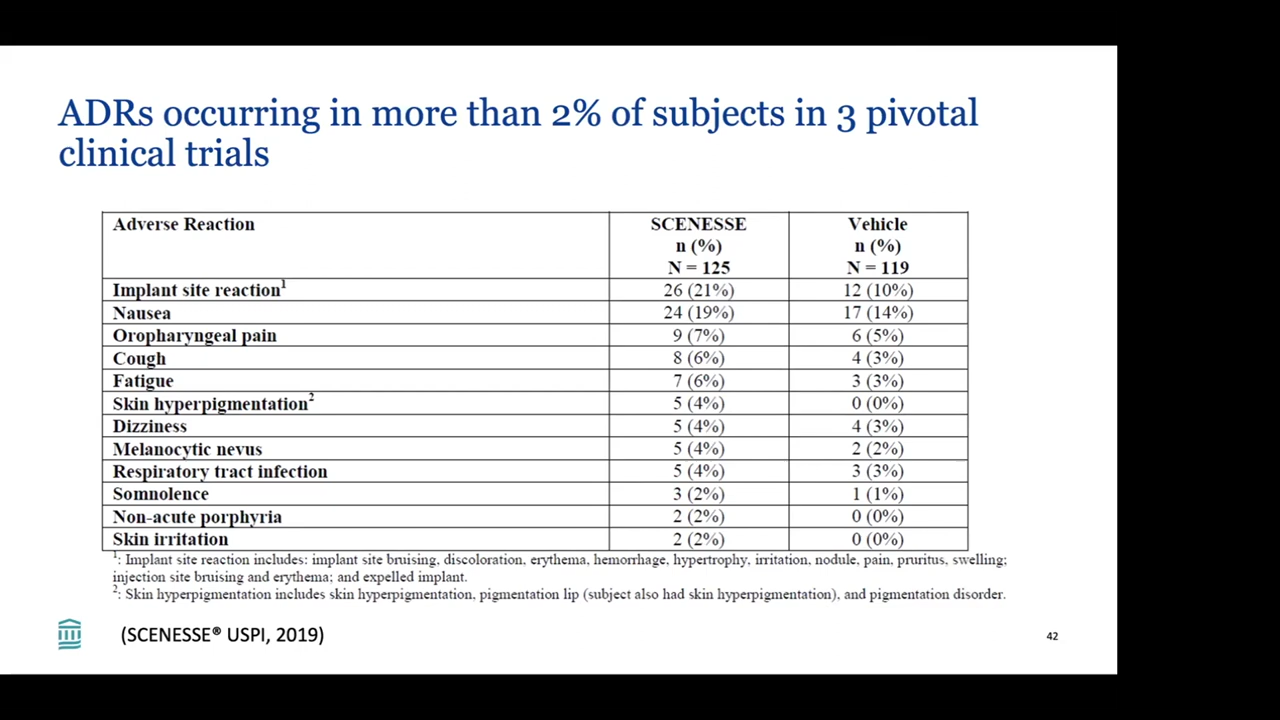 ADRs occurring in more than 2% of subjects in 3 pivotal
clinical trials
Adverse Reaction SCENESSE Vehicle
n (%) n (%)
N = 125 N = 119
Implant site reaction1 26 (21%) 12 (10%)
Nausea 24 (19%) 17 (14%)
Oropharyngeal pain 9 (7%) 6 (5%)
Cough 8 (6%) 4 (3%)
Fatigue 7 (6%) 3 (3%)
Skin hyperpigmentation2 5 (4%) 0 (0%)
Dizziness 5 (4%) 4 (3%)
Melanocytic nevus 5 (4%) 2 (2%)
Respiratory tract infection 5 (4%) 3 (3%)
Somnolence 3 (2%) 1 (1%)
Non-acute porphyria 2 (2%) 0 (0%)
Skin irritation 2 (2%) 0 (0%)
1: Implant site reaction includes: implant site bruising, discoloration, erythema, hemorrhage, hypertrophy, irritation, nodule, pain, pruritus, swelling;
injection site bruising and erythema; and expelled implant.
2: Skin hyperpigmentation includes skin hyperpigmentation, pigmentation lip (subject also had skin hyperpigmentation), and pigmentation disorder.
(SCENESSE® USPI, 2019)
42